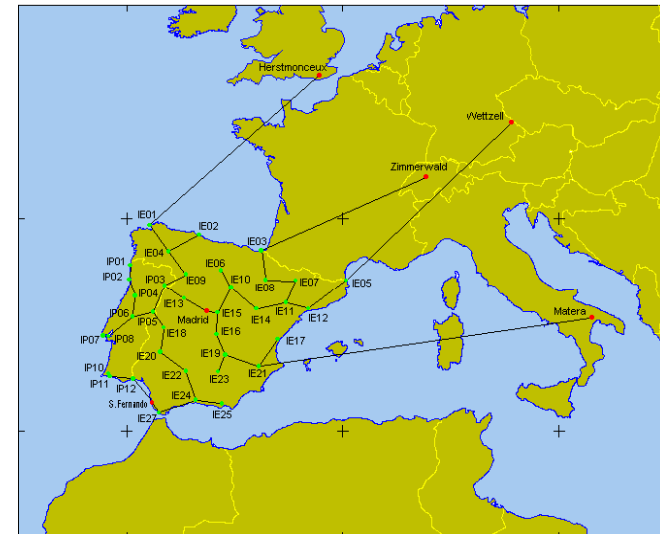 Herstmonceux
Wettzell
Zimmerwald
IE01
IE02
IE03
IE04
IE06
IP01
IP02
IE09
IP03
IE10
IE08
IE07
IE05
IP04
IE13
IE15
IE14
IE11
IE12
Madrid
Matera
IP06
IP05
IE18
IP07
IP08
IE16
IE17
IE20
IE19
IE21
IE22
IE23
IP10
IP11
IP12
IE24
IE25
S. Fernando
IE27